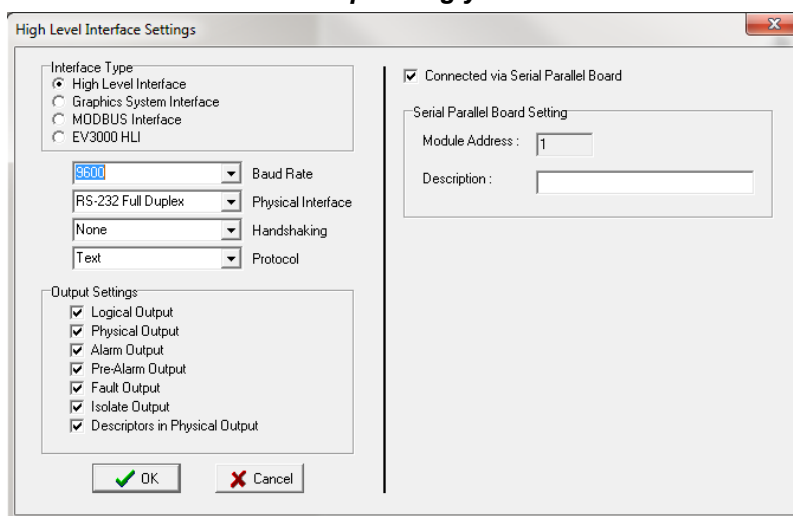 High Level Interface Settings
Interface Type
High Level Interface
Graphics System Interface
MODBUS Interface
EV3000 HLI
9600 Baud Rate
RS-232 Full Duplex Physical Interface
None Handshaking
Text Protocol
Output Settings
Logical Output
Physical Output
Alarm Output
Pre-Alarm Output
Fault Output
Isolate Output
Descriptors in Physical Output
OK Cancel
Connected via Serial Parallel Board
Serial Parallel Board Setting
Module Address : 1
Description :